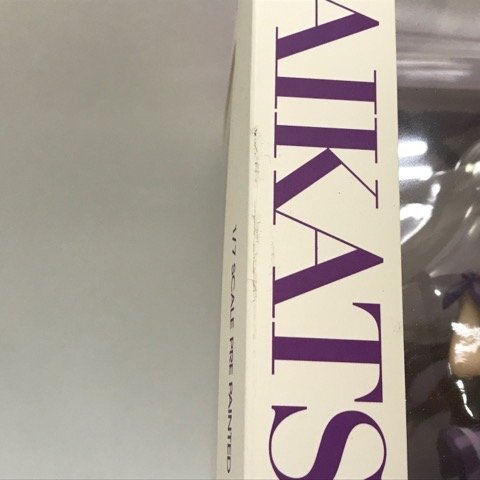 AIKATS
1/7 SCALE PRE PAINTED